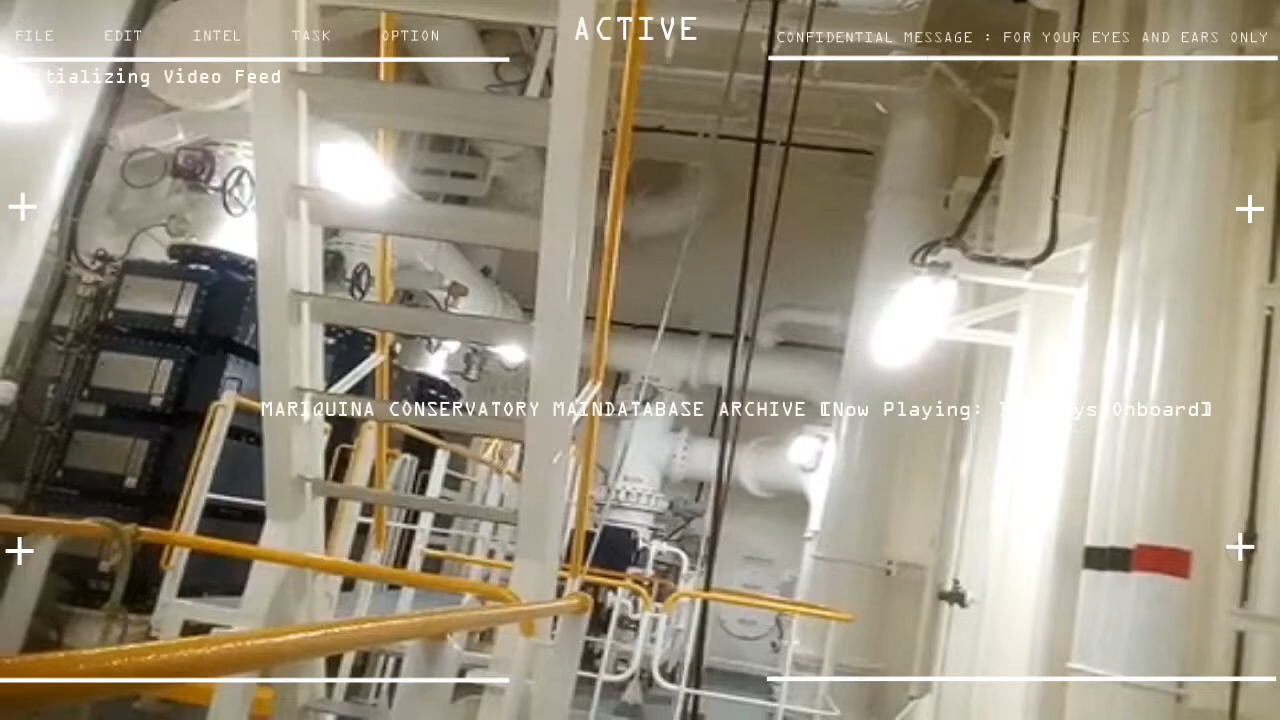 FILE EDIT INTEL TASK OPTION
ACTIVE
CONFIDENTIAL MESSAGE : FOR YOUR EYES AND EARS ONLY
Initializing Video Feed
MARIQUINA CONSERVATORY MAINDATABASE ARCHIVE [Now Playing: Onboard]